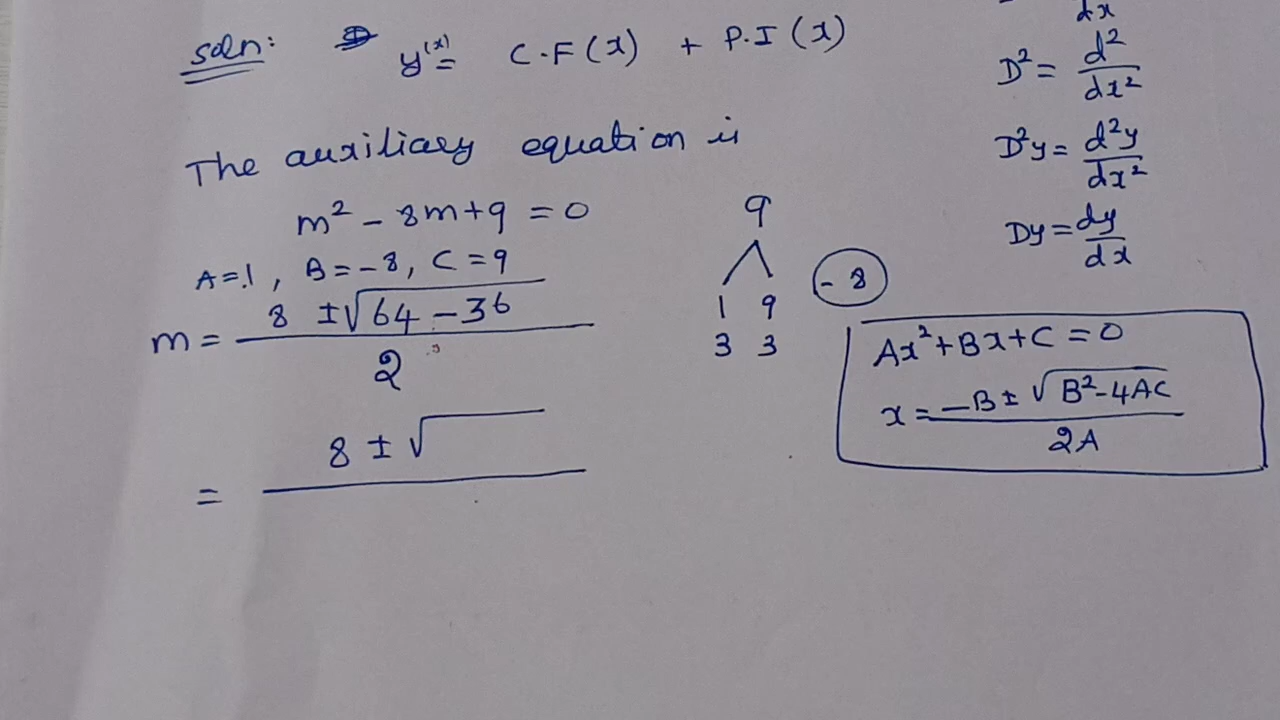 soln: y(x) = C.F(x) + P.I(x)
The auxiliary equation is
m² - 8m + 9 = 0
A = 1, B = -8, C = 9
m = 8 ± √64 - 36
2
= 8 ± √
9
1 9
3 3
- 8
dx
D² = d²
dx²
D²y = d²y
dx²
Dy = dy
dx
Ax² + Bx + C = 0
x = -B ± √B² - 4AC
2A